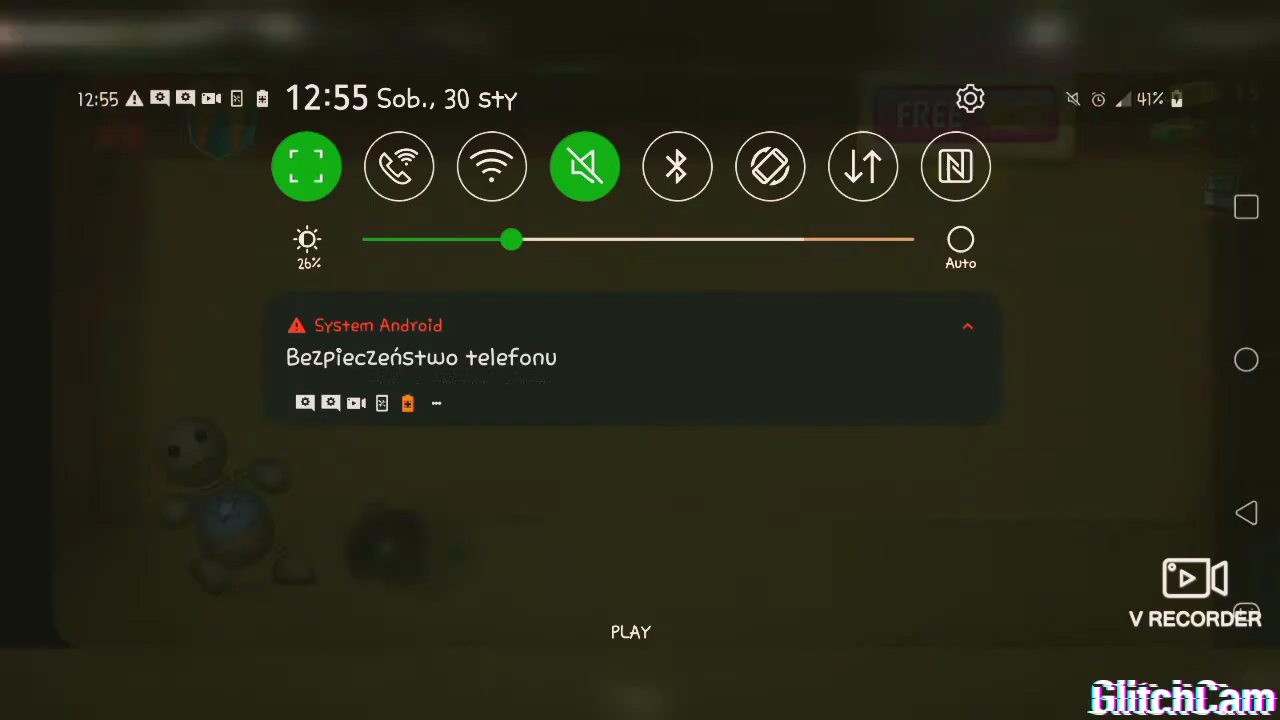 12:55 12:55 Sob., 30 sty 41%
FREE
26% Auto
System Android
Bezpieczeństwo telefonu
PLAY
V RECORDER
GlitchCam